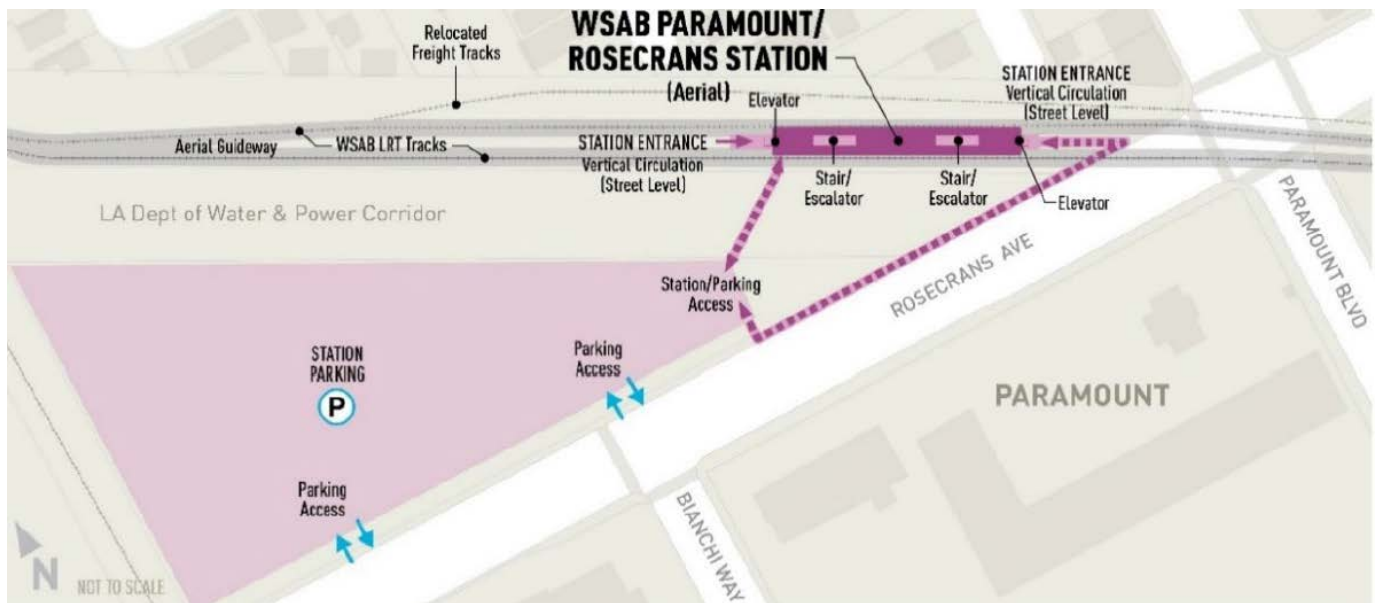 WSAB PARAMOUNT/
ROSECRANS STATION
(Aerial)
Relocated
Freight Tracks
Elevator
STATION ENTRANCE
Vertical Circulation
(Street Level)
Aerial Guideway
WSAB LRT Tracks
STATION ENTRANCE
Vertical Circulation
(Street Level)
Stair/
Escalator
Stair/
Escalator
Elevator
LA Dept of Water & Power Corridor
PARAMOUNT BLVD
ROSECRANS AVE
Station/Parking
Access
STATION
PARKING
P
Parking
Access
PARAMOUNT
Parking
Access
BIANCHI WAY
N
NOT TO SCALE